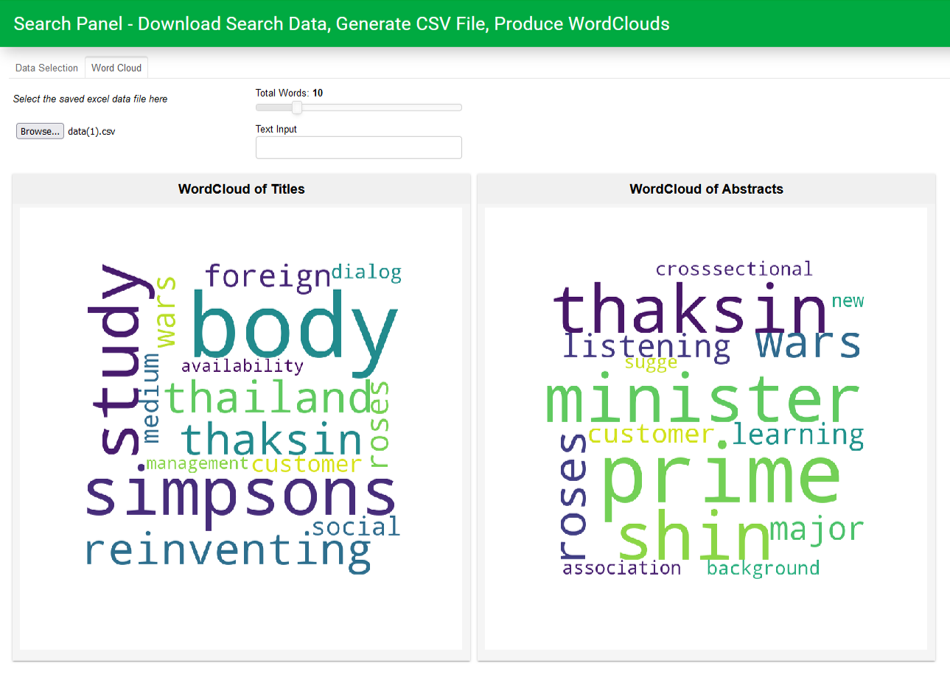 Search Panel - Download Search Data, Generate CSV File, Produce WordClouds
Data Selection
Word Cloud
Select the saved excel data file here
Total Words: 10
Browse...
data(1).csv
Text Input
WordCloud of Titles
WordCloud of Abstracts
study
wars
foreign
dialog
body
availability
medium
thailand
roses
thaksin
management
customer
simpsons
social
reinventing
crosssectional
thaksin
new
listening
wars
sugge
minister
customer
learning
roses
prime
shin
major
association
background